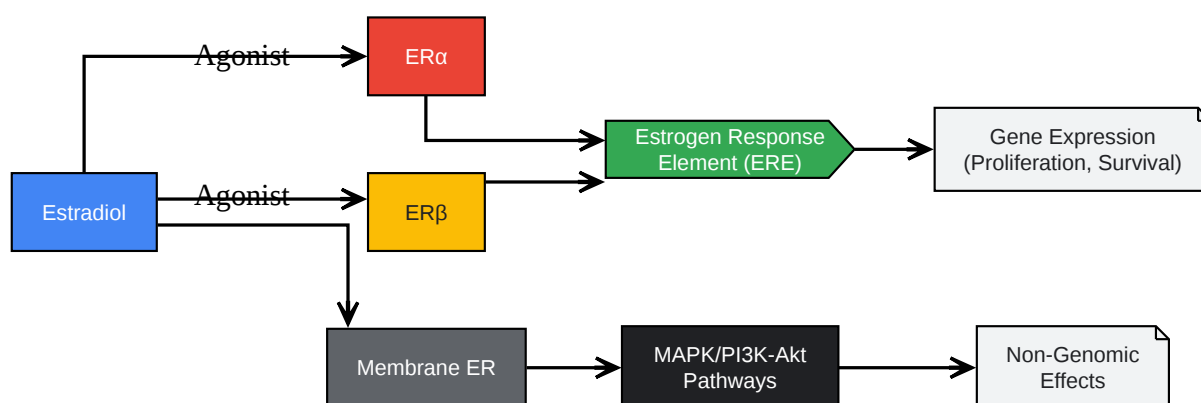 Agonist
ERα
Estrogen Response
Element (ERE)
Gene Expression
(Proliferation, Survival)
Estradiol
Agonist
ERβ
Membrane ER
MAPK/PI3K-Akt
Pathways
Non-Genomic
Effects